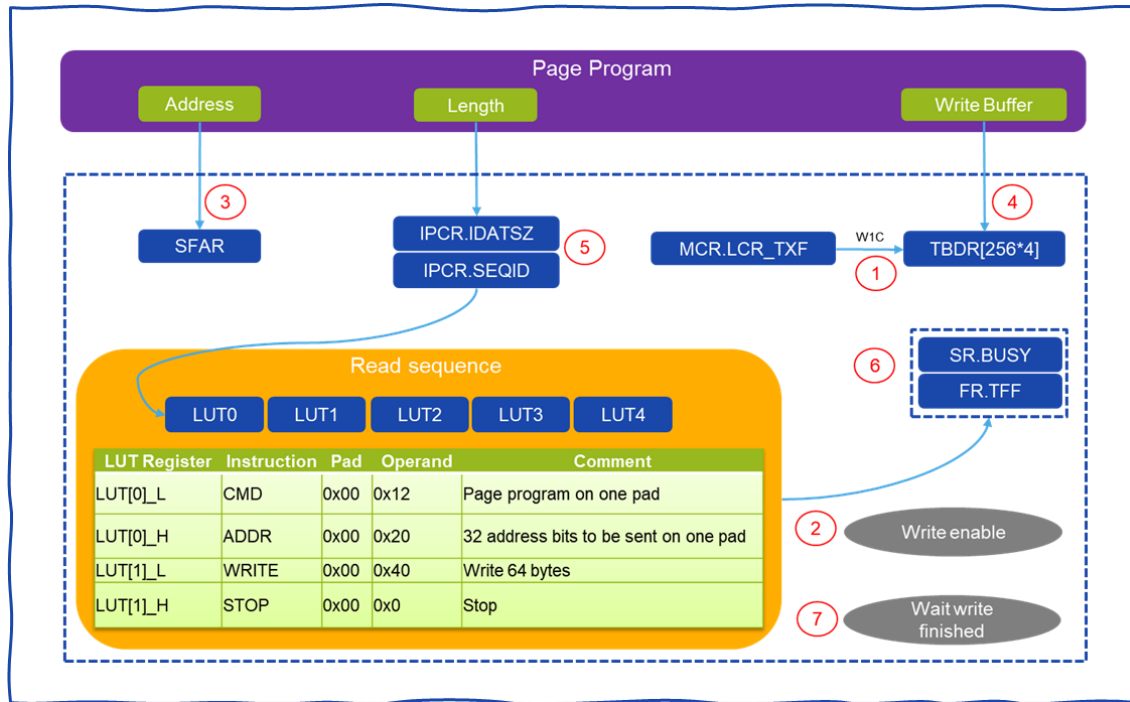 Page Program
Address
Length
Write Buffer
3
4
SFAR
IPCR.IDATSZ
IPCR.SEQID
5
MCR.LCR_TXF
W1C
1
TBDR[256*4]
Read sequence
6
SR.BUSY
FR.TFF
LUT0 LUT1 LUT2 LUT3 LUT4
LUT Register Instruction Pad Operand Comment
LUT[0]_L CMD 0x00 0x12 Page program on one pad
LUT[0]_H ADDR 0x00 0x20 32 address bits to be sent on one pad
LUT[1]_L WRITE 0x00 0x40 Write 64 bytes
LUT[1]_H STOP 0x00 0x0 Stop
2
Write enable
7
Wait write
finished